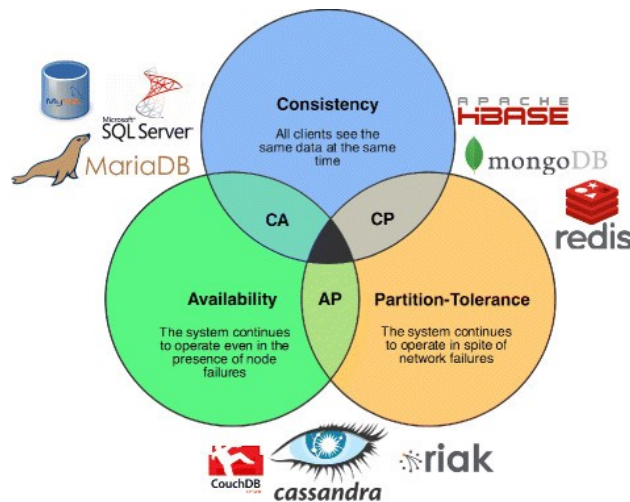 MySQL
Microsoft®
SQL Server
MariaDB
Consistency
All clients see the
same data at the same
time
APACHE
HBASE
mongoDB
redis
CA
CP
Availability
The system continues
to operate even in the
presence of node
failures
AP
Partition-Tolerance
The system continues
to operate in spite of
network failures
CouchDB
cassandra
riak